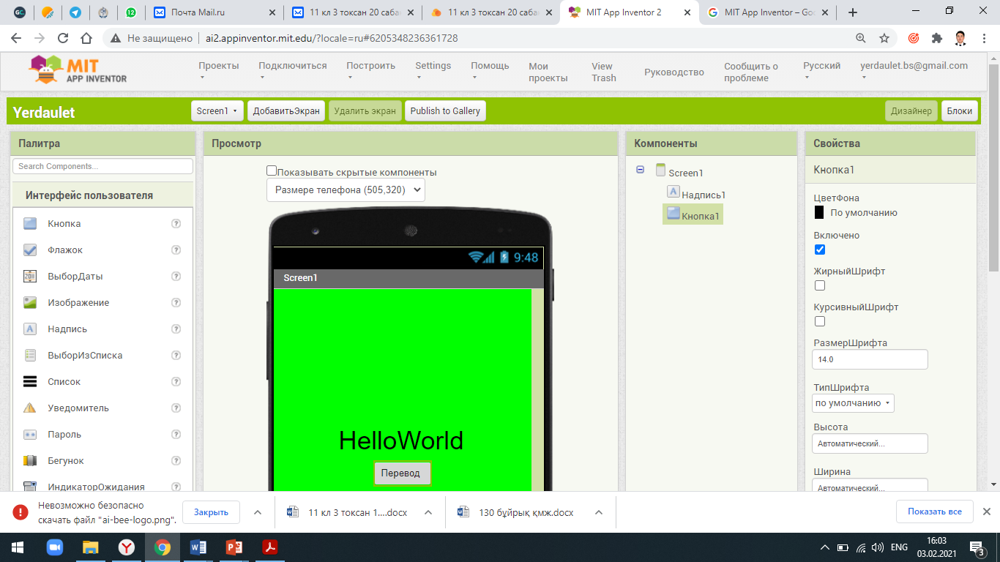 GC.
Почта Mail.ru
11 кл 3 токсан 20 сабаі
11 кл 3 токсан 20 сабаі
MIT App Inventor 2
MIT App Inventor – Goo
12
Не защищено
ai2.appinventor.mit.edu/?locale=ru#6205348236361728
MIT
APP INVENTOR
Проекты
Подключиться
Построить
Settings
Помощь
Мои проекты
View Trash
Руководство
Сообщить о проблеме
Русский
yerdaulet.bs@gmail.com
Yerdaulet
Screen1
ДобавитьЭкран
Удалить экран
Publish to Gallery
Дизайнер
Блоки
Палитра
Search Components...
Интерфейс пользователя
Кнопка
Флажок
ВыборДаты
Изображение
Надпись
ВыборИзСписка
Список
Уведомитель
Пароль
Бегунок
ИндикаторОжидания
Просмотр
Показывать скрытые компоненты
Размере телефона (505,320)
9:48
Screen1
HelloWorld
Перевод
Компоненты
Screen1
Надпись1
Кнопка1
Свойства
Кнопка1
ЦветФона
По умолчанию
Включено
ЖирныйШрифт
КурсивныйШрифт
РазмерШрифта
14.0
ТипШрифта
по умолчанию
Высота
Автоматический...
Ширина
Автоматический...
Невозможно безопасно
скачать файл "ai-bee-logo.png".
Закрыть
11 кл 3 токсан 1....docx
130 бұйрық қмж.docx
Показать все
ENG
16:03
03.02.2021
3